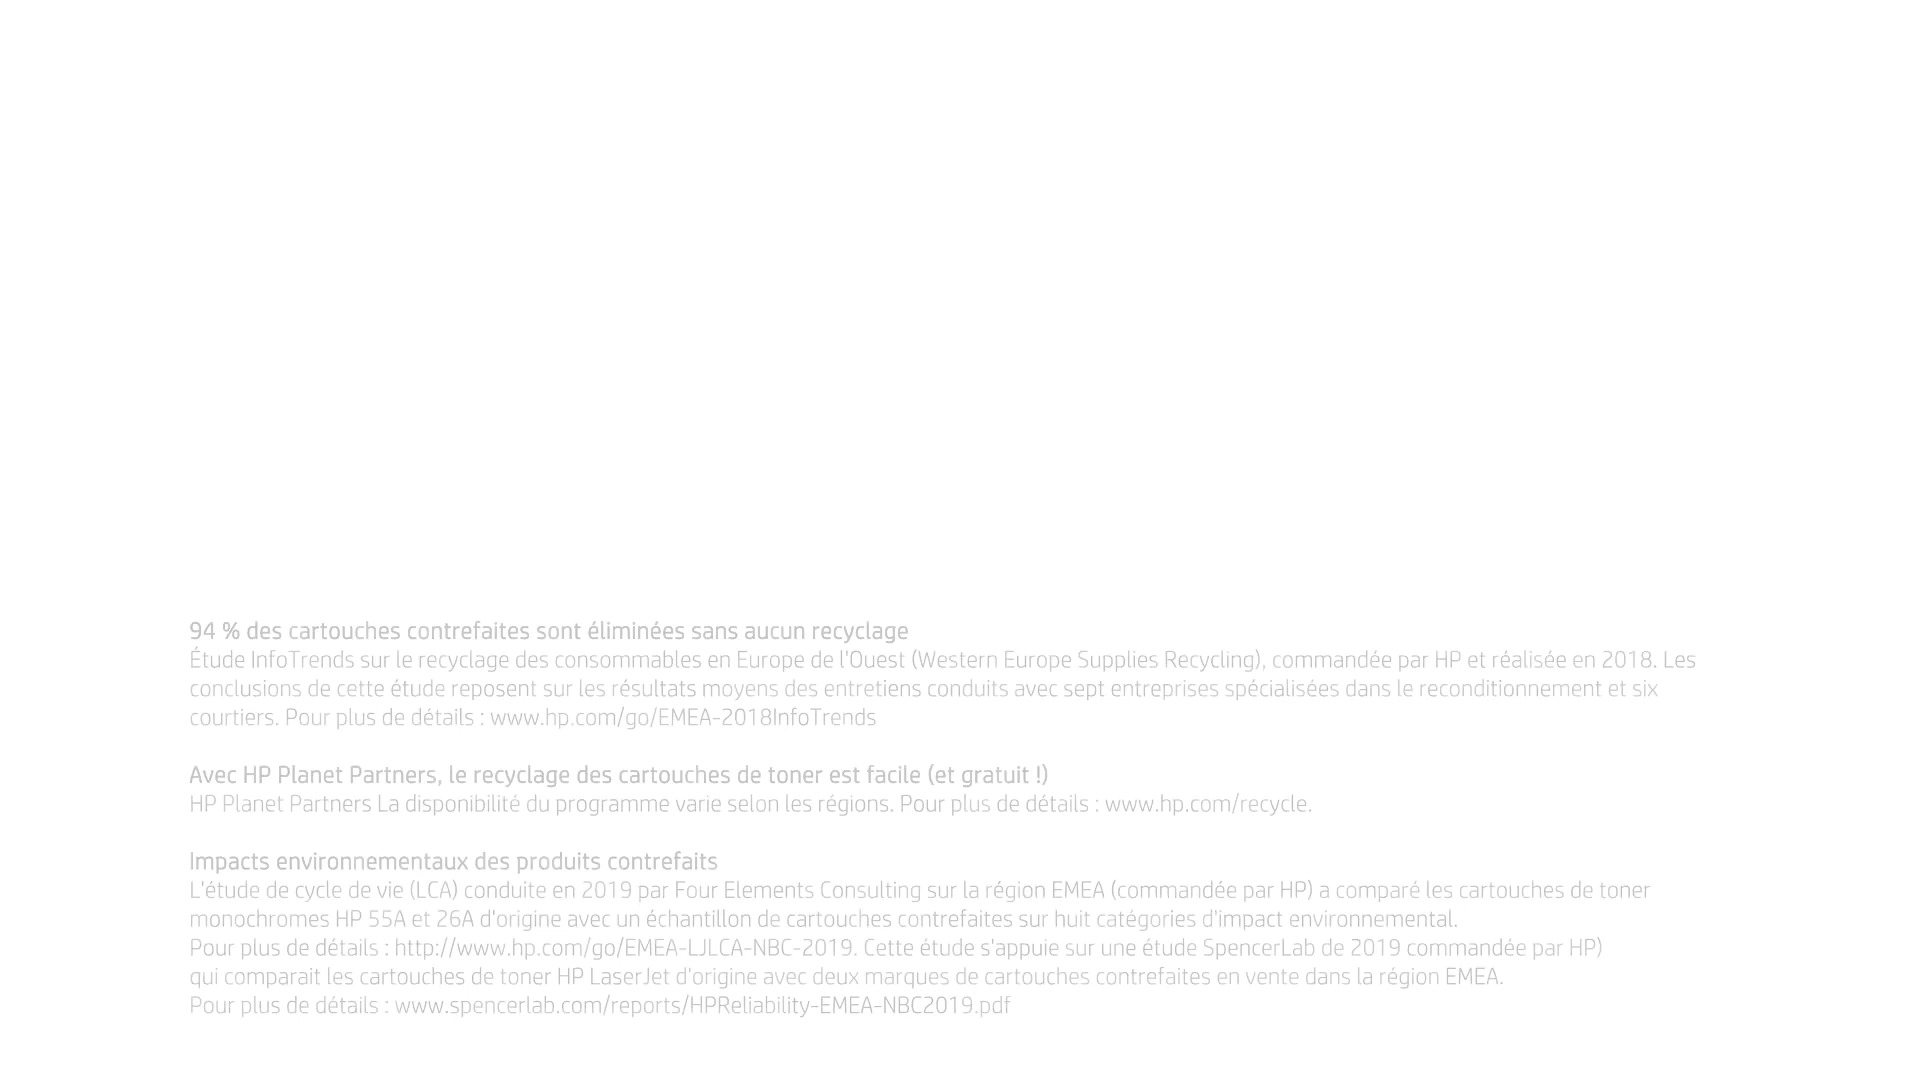 94 % des cartouches contrefaites sont éliminées sans aucun recyclage
Étude InfoTrends sur le recyclage des consommables en Europe de l'Ouest (Western Europe Supplies Recycling), commandée par HP et réalisée en 2018. Les
conclusions de cette étude reposent sur les résultats moyens des entretiens conduits avec sept entreprises spécialisées dans le reconditionnement et six
courtiers. Pour plus de détails : www.hp.com/go/EMEA-2018InfoTrends
Avec HP Planet Partners, le recyclage des cartouches de toner est facile (et gratuit !)
HP Planet Partners La disponibilité du programme varie selon les régions. Pour plus de détails : www.hp.com/recycle.
Impacts environnementaux des produits contrefaits
L'étude de cycle de vie (LCA) conduite en 2019 par Four Elements Consulting sur la région EMEA (commandée par HP) a comparé les cartouches de toner
monochromes HP 55A et 26A d'origine avec un échantillon de cartouches contrefaites sur huit catégories d'impact environnemental.
Pour plus de détails : http://www.hp.com/go/EMEA-LJLCA-NBC-2019. Cette étude s'appuie sur une étude SpencerLab de 2019 commandée par HP)
qui comparait les cartouches de toner HP LaserJet d'origine avec deux marques de cartouches contrefaites en vente dans la région EMEA.
Pour plus de détails : www.spencerlab.com/reports/HPReliability-EMEA-NBC2019.pdf